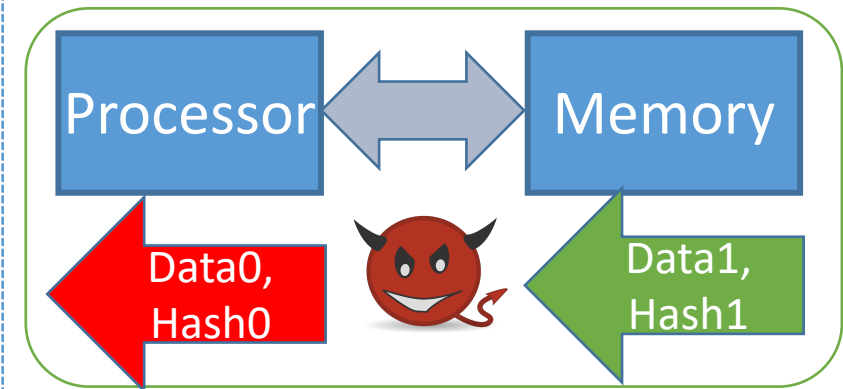 Processor
Memory
Data0,
Hash0
Data1,
Hash1